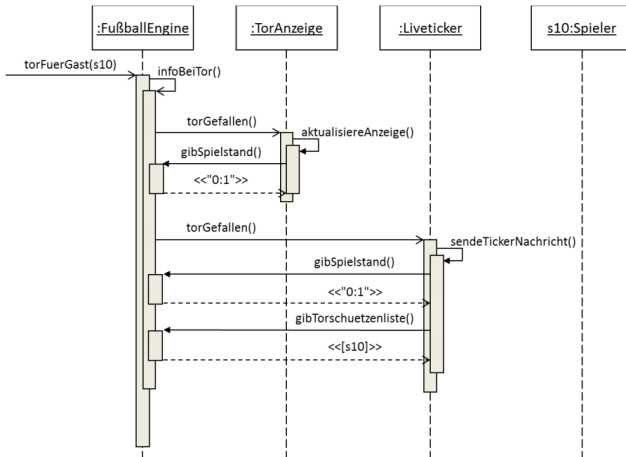 :FußballEngine
:TorAnzeige
:Liveticker
s10:Spieler
torFuerGast(s10)
infoBeiTor()
torGefallen()
aktualisiereAnzeige()
gibSpielstand()
<<"0:1">>
torGefallen()
sendeTickerNachricht()
gibSpielstand()
<<"0:1">>
gibTorschuetzenliste()
<<[s10]>>